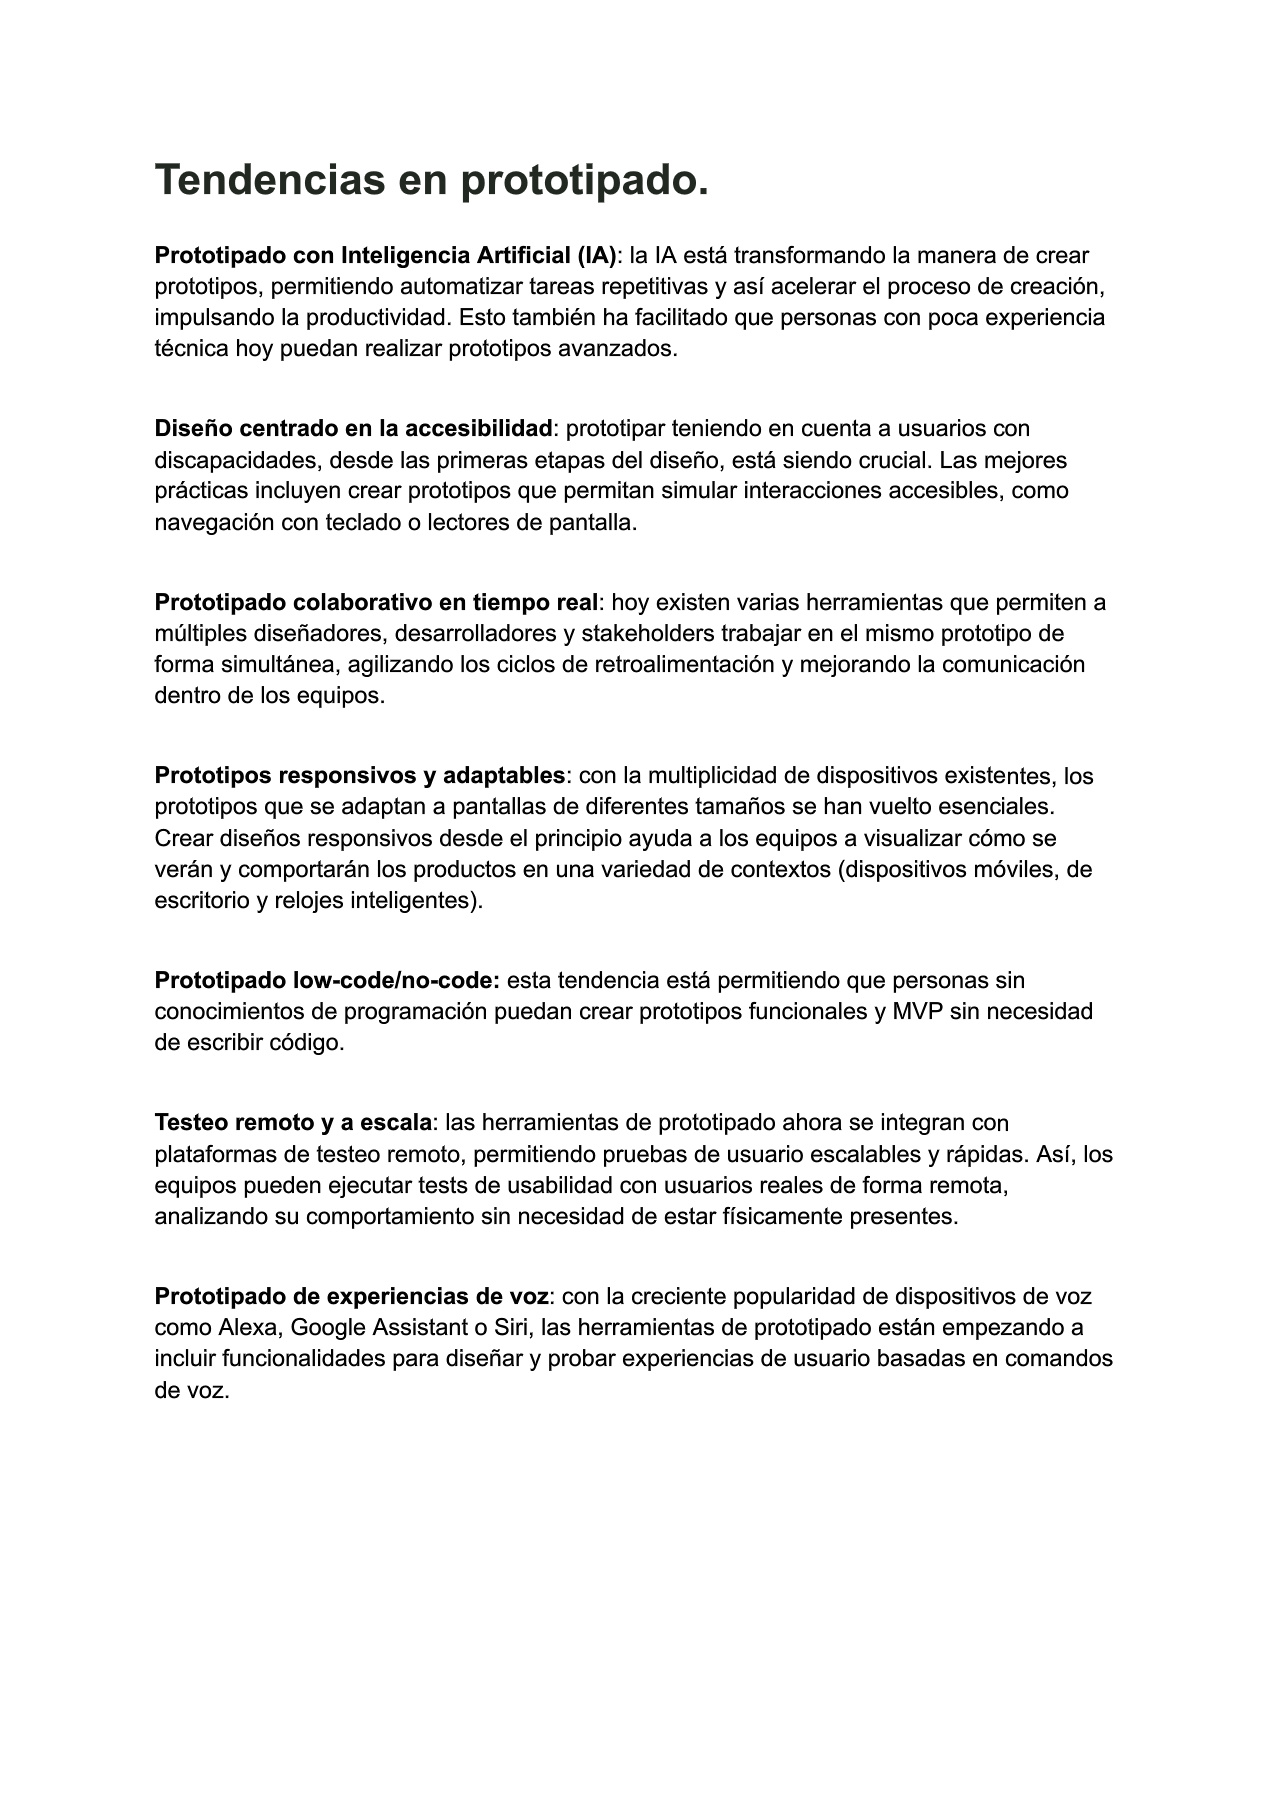 Tendencias en prototipado.
Prototipado con Inteligencia Artificial (IA): la IA está transformando la manera de crear
prototipos, permitiendo automatizar tareas repetitivas y así acelerar el proceso de creación,
impulsando la productividad. Esto también ha facilitado que personas con poca experiencia
técnica hoy puedan realizar prototipos avanzados.
Diseño centrado en la accesibilidad: prototipar teniendo en cuenta a usuarios con
discapacidades, desde las primeras etapas del diseño, está siendo crucial. Las mejores
prácticas incluyen crear prototipos que permitan simular interacciones accesibles, como
navegación con teclado o lectores de pantalla.
Prototipado colaborativo en tiempo real: hoy existen varias herramientas que permiten a
múltiples diseñadores, desarrolladores y stakeholders trabajar en el mismo prototipo de
forma simultánea, agilizando los ciclos de retroalimentación y mejorando la comunicación
dentro de los equipos.
Prototipos responsivos y adaptables: con la multiplicidad de dispositivos existentes, los
prototipos que se adaptan a pantallas de diferentes tamaños se han vuelto esenciales.
Crear diseños responsivos desde el principio ayuda a los equipos a visualizar cómo se
verán y comportarán los productos en una variedad de contextos (dispositivos móviles, de
escritorio y relojes inteligentes).
Prototipado low-code/no-code: esta tendencia está permitiendo que personas sin
conocimientos de programación puedan crear prototipos funcionales y MVP sin necesidad
de escribir código.
Testeo remoto y a escala: las herramientas de prototipado ahora se integran con
plataformas de testeo remoto, permitiendo pruebas de usuario escalables y rápidas. Así, los
equipos pueden ejecutar tests de usabilidad con usuarios reales de forma remota,
analizando su comportamiento sin necesidad de estar físicamente presentes.
Prototipado de experiencias de voz: con la creciente popularidad de dispositivos de voz
como Alexa, Google Assistant o Siri, las herramientas de prototipado están empezando a
incluir funcionalidades para diseñar y probar experiencias de usuario basadas en comandos
de voz.